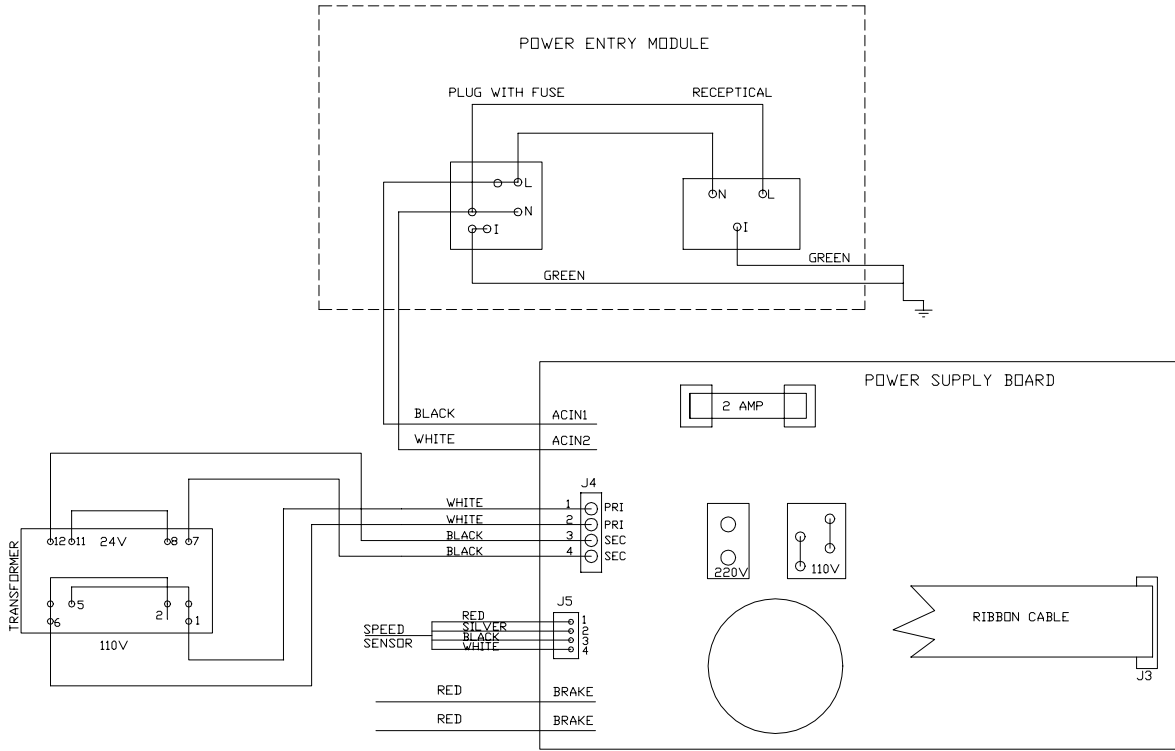 POWER ENTRY MODULE
PLUG WITH FUSE
RECEPTICAL
L
N
I
N
L
I
GREEN
GREEN
POWER SUPPLY BOARD
2 AMP
BLACK
ACIN1
WHITE
ACIN2
J4
WHITE
1
PRI
WHITE
2
PRI
BLACK
3
SEC
BLACK
4
SEC
TRANSFORMER
12
11
24V
8
7
5
6
2
1
110V
220V
110V
J5
SPEED
SENSOR
RED
1
SILVER
2
BLACK
3
WHITE
4
RIBBON CABLE
J3
RED
BRAKE
RED
BRAKE